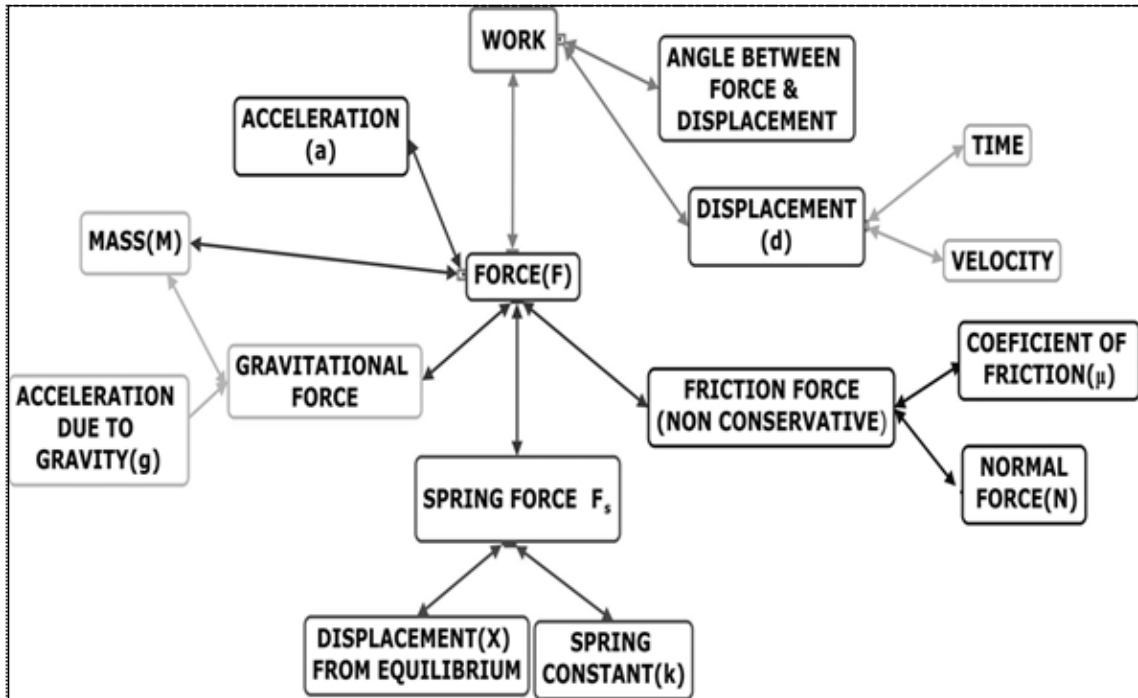 WORK
ANGLE BETWEEN
FORCE &
DISPLACEMENT
ACCELERATION
(a)
TIME
DISPLACEMENT
(d)
MASS(M)
VELOCITY
FORCE(F)
COEFICIENT OF
FRICTION(μ)
GRAVITATIONAL
FORCE
FRICTION FORCE
(NON CONSERVATIVE)
ACCELERATION
DUE TO
GRAVITY(g)
NORMAL
FORCE(N)
SPRING FORCE Fs
DISPLACEMENT(X)
FROM EQUILIBRIUM
SPRING
CONSTANT(k)